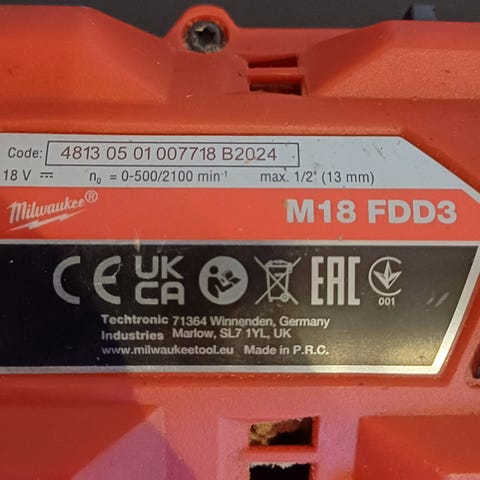 Code: 4813 05 01 007718 B2024
18 V ⎓ n₀ = 0-500/2100 min⁻¹ max. 1/2" (13 mm)
Milwaukee®
M18 FDD3
CE UK CA EAC 001
Techtronic 71364 Winnenden, Germany
Industries Marlow, SL7 1YL, UK
www.milwaukeetool.eu Made in P.R.C.